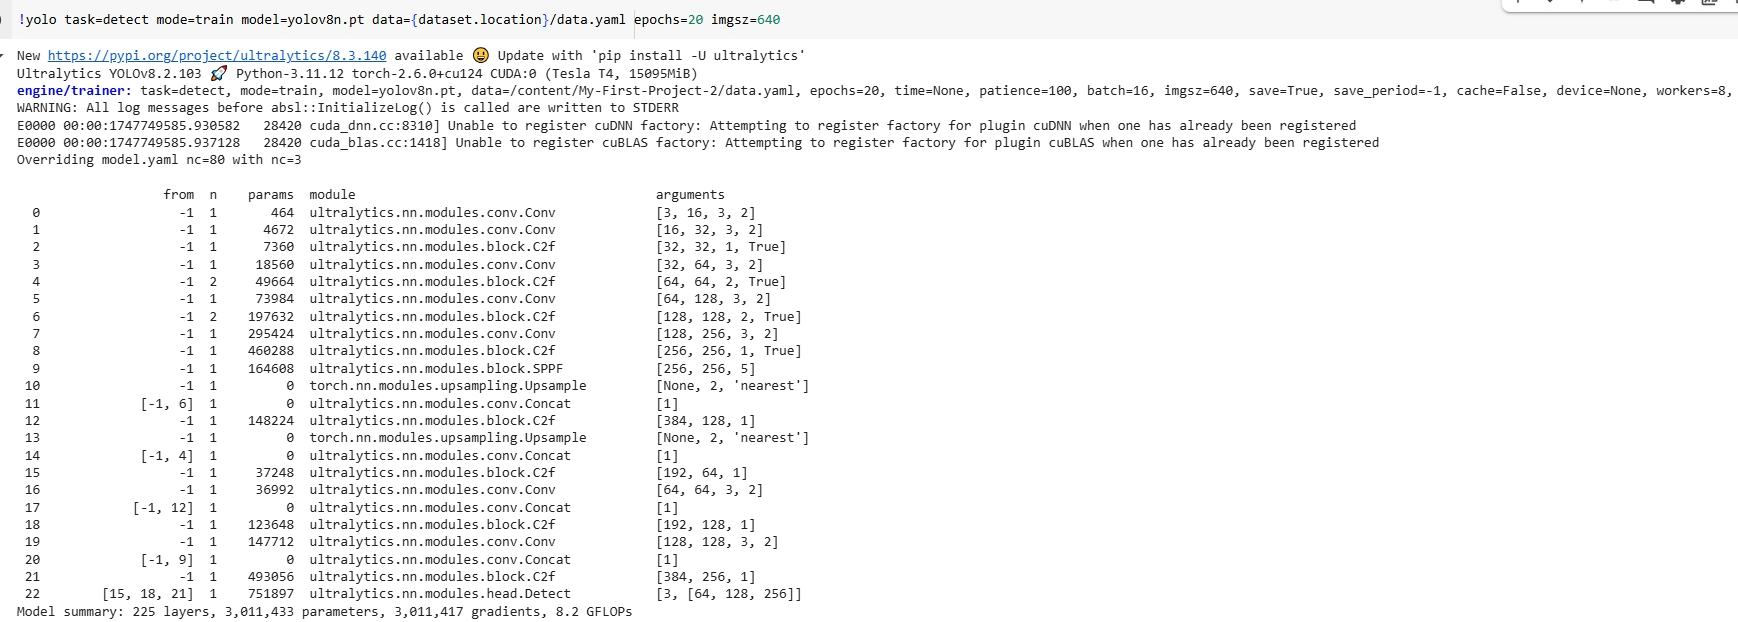 !yolo task=detect mode=train model=yolov8n.pt data={dataset.location}/data.yaml epochs=20 imgsz=640
New https://pypi.org/project/ultralytics/8.3.140 available 😃 Update with 'pip install -U ultralytics'
Ultralytics YOLOv8.2.103 🚀 Python-3.11.12 torch-2.6.0+cu124 CUDA:0 (Tesla T4, 15095MiB)
engine/trainer: task=detect, mode=train, model=yolov8n.pt, data=/content/My-First-Project-2/data.yaml, epochs=20, time=None, patience=100, batch=16, imgsz=640, save=True, save_period=-1, cache=False, device=None, workers=8,
WARNING: All log messages before absl::InitializeLog() is called are written to STDERR
E0000 00:00:1747749585.930582   28420 cuda_dnn.cc:8310] Unable to register cuDNN factory: Attempting to register factory for plugin cuDNN when one has already been registered
E0000 00:00:1747749585.937128   28420 cuda_blas.cc:1418] Unable to register cuBLAS factory: Attempting to register factory for plugin cuBLAS when one has already been registered
Overriding model.yaml nc=80 with nc=3
from  n    params  module                                       arguments
0                  -1  1       464  ultralytics.nn.modules.conv.Conv             [3, 16, 3, 2]
1                  -1  1      4672  ultralytics.nn.modules.conv.Conv             [16, 32, 3, 2]
2                  -1  1      7360  ultralytics.nn.modules.block.C2f             [32, 32, 1, True]
3                  -1  1     18560  ultralytics.nn.modules.conv.Conv             [32, 64, 3, 2]
4                  -1  2     49664  ultralytics.nn.modules.block.C2f             [64, 64, 2, True]
5                  -1  1     73984  ultralytics.nn.modules.conv.Conv             [64, 128, 3, 2]
6                  -1  2    197632  ultralytics.nn.modules.block.C2f             [128, 128, 2, True]
7                  -1  1    295424  ultralytics.nn.modules.conv.Conv             [128, 256, 3, 2]
8                  -1  1    460288  ultralytics.nn.modules.block.C2f             [256, 256, 1, True]
9                  -1  1    164608  ultralytics.nn.modules.block.SPPF            [256, 256, 5]
10                  -1  1         0  torch.nn.modules.upsampling.Upsample         [None, 2, 'nearest']
11             [-1, 6]  1         0  ultralytics.nn.modules.conv.Concat           [1]
12                  -1  1    148224  ultralytics.nn.modules.block.C2f             [384, 128, 1]
13                  -1  1         0  torch.nn.modules.upsampling.Upsample         [None, 2, 'nearest']
14             [-1, 4]  1         0  ultralytics.nn.modules.conv.Concat           [1]
15                  -1  1     37248  ultralytics.nn.modules.block.C2f             [192, 64, 1]
16                  -1  1     36992  ultralytics.nn.modules.conv.Conv             [64, 64, 3, 2]
17            [-1, 12]  1         0  ultralytics.nn.modules.conv.Concat           [1]
18                  -1  1    123648  ultralytics.nn.modules.block.C2f             [192, 128, 1]
19                  -1  1    147712  ultralytics.nn.modules.conv.Conv             [128, 128, 3, 2]
20             [-1, 9]  1         0  ultralytics.nn.modules.conv.Concat           [1]
21                  -1  1    493056  ultralytics.nn.modules.block.C2f             [384, 256, 1]
22        [15, 18, 21]  1    751897  ultralytics.nn.modules.head.Detect           [3, [64, 128, 256]]
Model summary: 225 layers, 3,011,433 parameters, 3,011,417 gradients, 8.2 GFLOPs